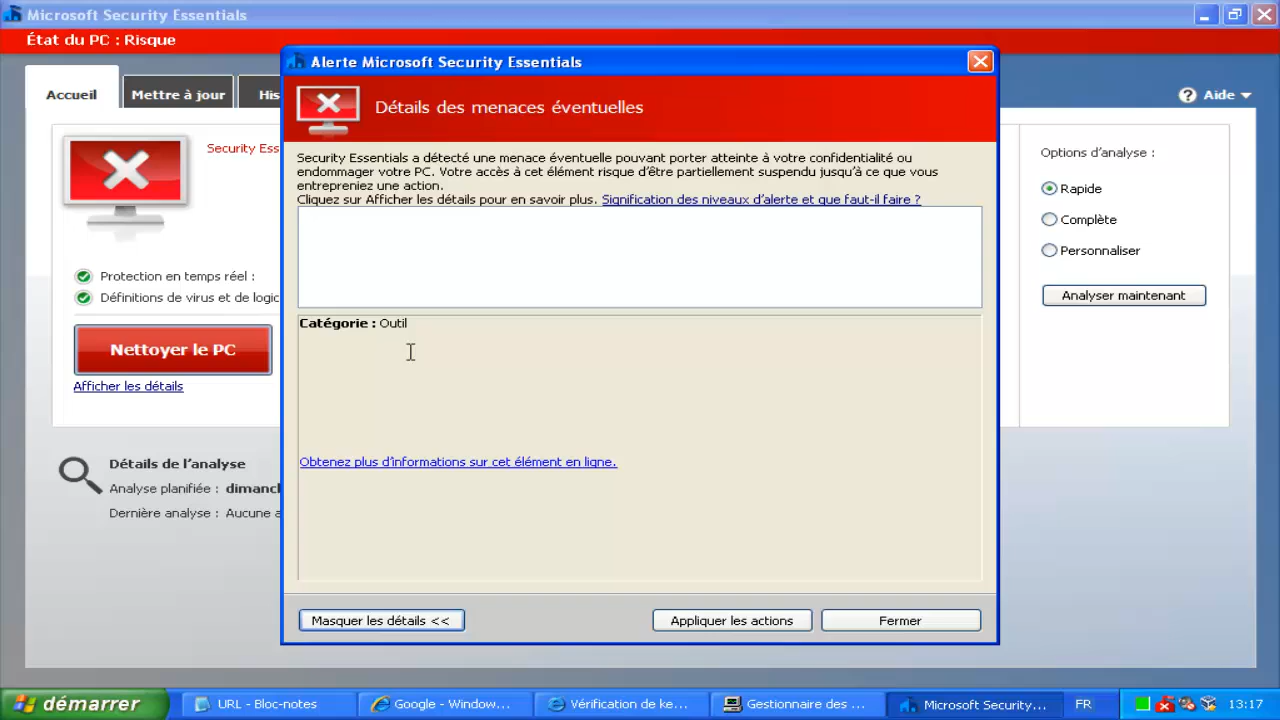 Microsoft Security Essentials
État du PC : Risque
Accueil
Mettre à jour
His
Aide
Alerte Microsoft Security Essentials
Détails des menaces éventuelles
Security Essentials a détecté une menace éventuelle pouvant porter atteinte à votre confidentialité ou
endommager votre PC. Votre accès à cet élément risque d'être partiellement suspendu jusqu'à ce que vous
entrepreniez une action.
Cliquez sur Afficher les détails pour en savoir plus. Signification des niveaux d'alerte et que faut-il faire ?
Catégorie : Outil
Obtenez plus d'informations sur cet élément en ligne.
Masquer les détails <<
Appliquer les actions
Fermer
Security Ess
Protection en temps réel :
Définitions de virus et de logic
Nettoyer le PC
Afficher les détails
Détails de l'analyse
Analyse planifiée : dimanc
Dernière analyse : Aucune a
Options d'analyse :
Rapide
Complète
Personnaliser
Analyser maintenant
démarrer
URL - Bloc-notes
Google - Window...
Vérification de ke...
Gestionnaire des ...
Microsoft Security...
FR
13:17